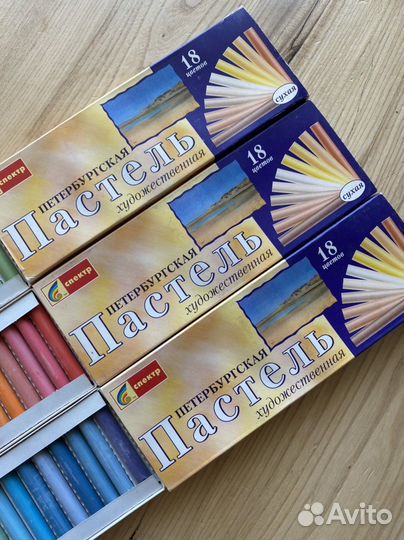 18
цветов
сухая
ПЕТЕРБУРГСКАЯ
Пастель
художественная
спектр
18
цветов
сухая
ПЕТЕРБУРГСКАЯ
Пастель
художественная
спектр
18
цветов
ПЕТЕРБУРГСКАЯ
Пастель
художественная
спектр
Avito